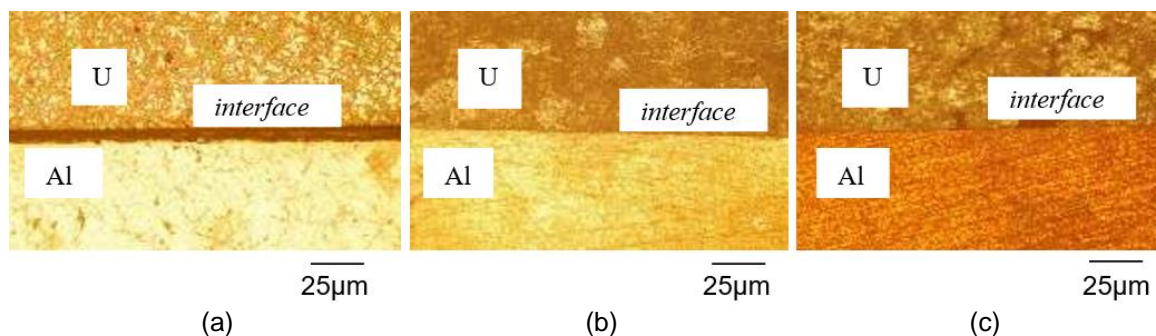 U
interface
Al
25µm
(a)
U
interface
Al
25µm
(b)
U
interface
Al
25µm
(c)